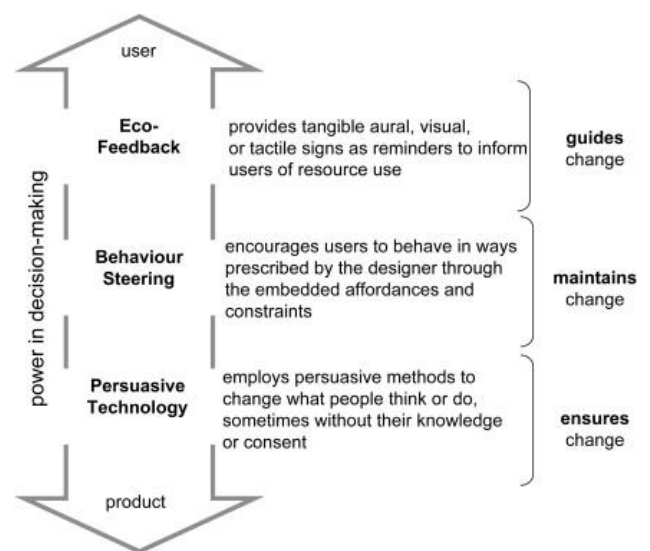 user
power in decision-making
Eco-
Feedback
provides tangible aural, visual,
or tactile signs as reminders to inform
users of resource use
guides
change
Behaviour
Steering
encourages users to behave in ways
prescribed by the designer through
the embedded affordances and
constraints
maintains
change
Persuasive
Technology
employs persuasive methods to
change what people think or do,
sometimes without their knowledge
or consent
ensures
change
product